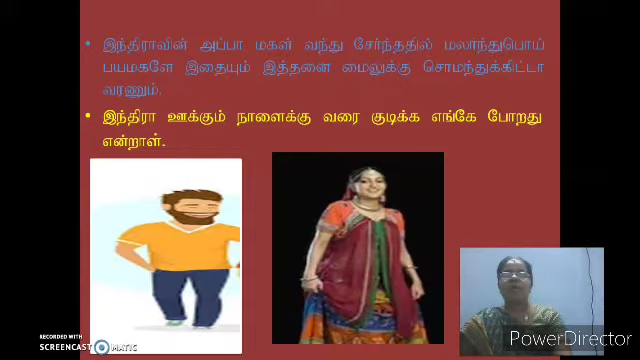 இந்திராவின் அப்பா மகள் வந்து சேர்ந்ததில் மலாந்துபொய்
பயமகளே இதையும் இத்தனை மைலுக்கு சொமந்துக்கிட்டா
வரணும்.
இந்திரா ஊக்கும் நாளைக்கு வரை குடிக்க எங்கே போறது
என்றாள்.
RECORDED WITH
SCREENCAST MATIC
PowerDirector